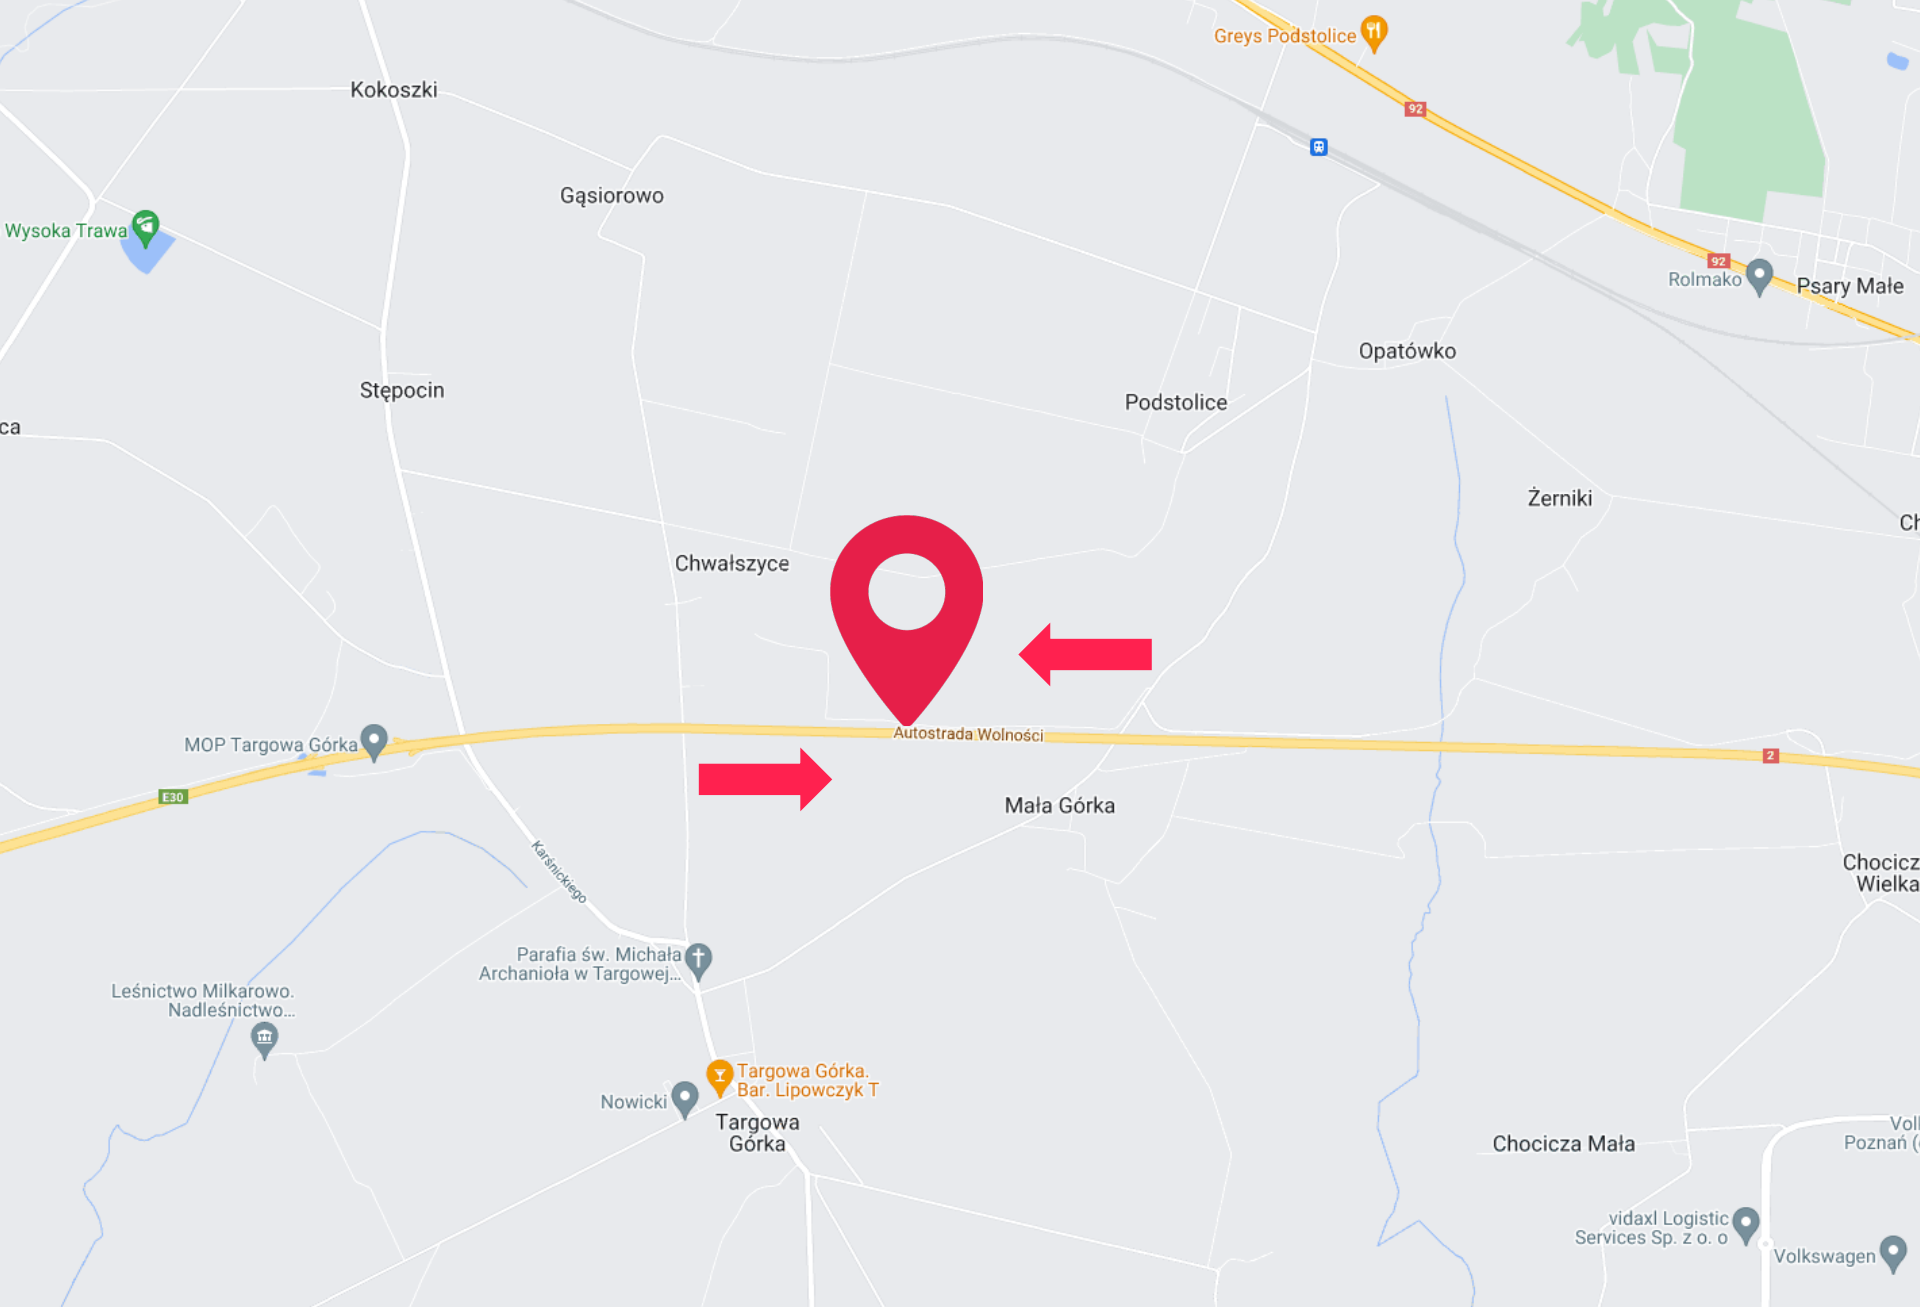 Greys Podstolice
Kokoszki
92
Gąsiorowo
Wysoka Trawa
92
Rolmako
Psary Małe
Opatówko
Stępocin
Podstolice
ca
Żerniki
Ch
Chwałszyce
Autostrada Wolności
MOP Targowa Górka
2
E30
Mała Górka
Karśnickiego
Chocicz
Wielka
Parafia św. Michała
Archanioła w Targowej...
Leśnictwo Milkarowo.
Nadleśnictwo...
Targowa Górka.
Bar. Lipowczyk T
Nowicki
Targowa
Górka
Chocicza Mała
Vol
Poznań (
vidaxl Logistic
Services Sp. z o. o
Volkswagen